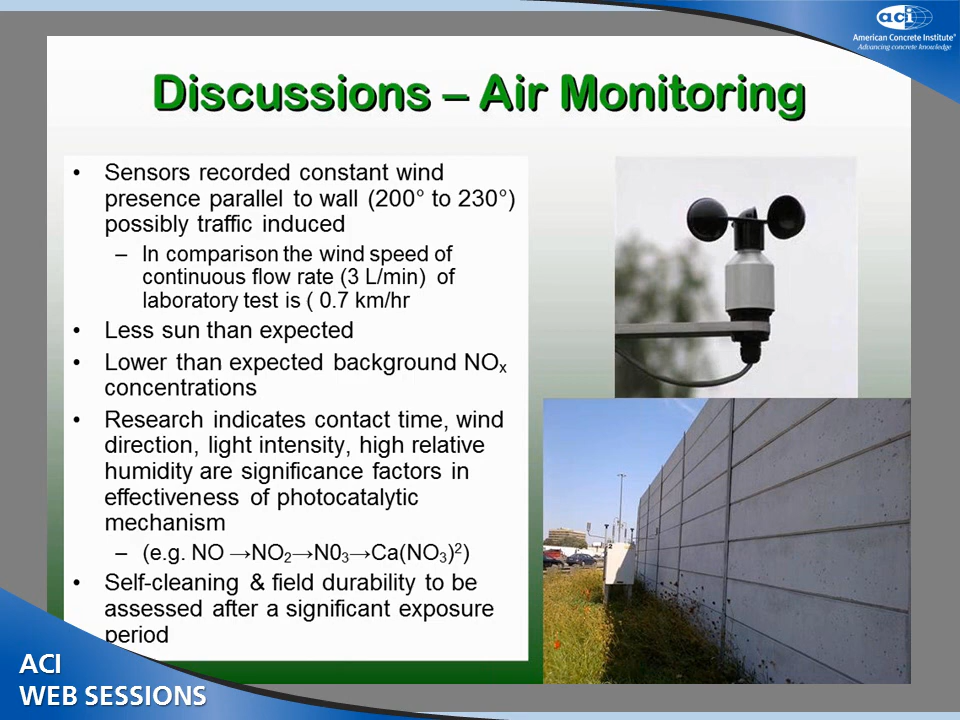 aci
American Concrete Institute®
Advancing concrete knowledge
Discussions – Air Monitoring
• Sensors recorded constant wind
presence parallel to wall (200° to 230°)
possibly traffic induced
– In comparison the wind speed of
continuous flow rate (3 L/min) of
laboratory test is ( 0.7 km/hr
• Less sun than expected
• Lower than expected background NOₓ
concentrations
• Research indicates contact time, wind
direction, light intensity, high relative
humidity are significance factors in
effectiveness of photocatalytic
mechanism
– (e.g. NO →NO₂→N0₃→Ca(NO₃)²)
• Self-cleaning & field durability to be
assessed after a significant exposure
period
ACI
WEB SESSIONS